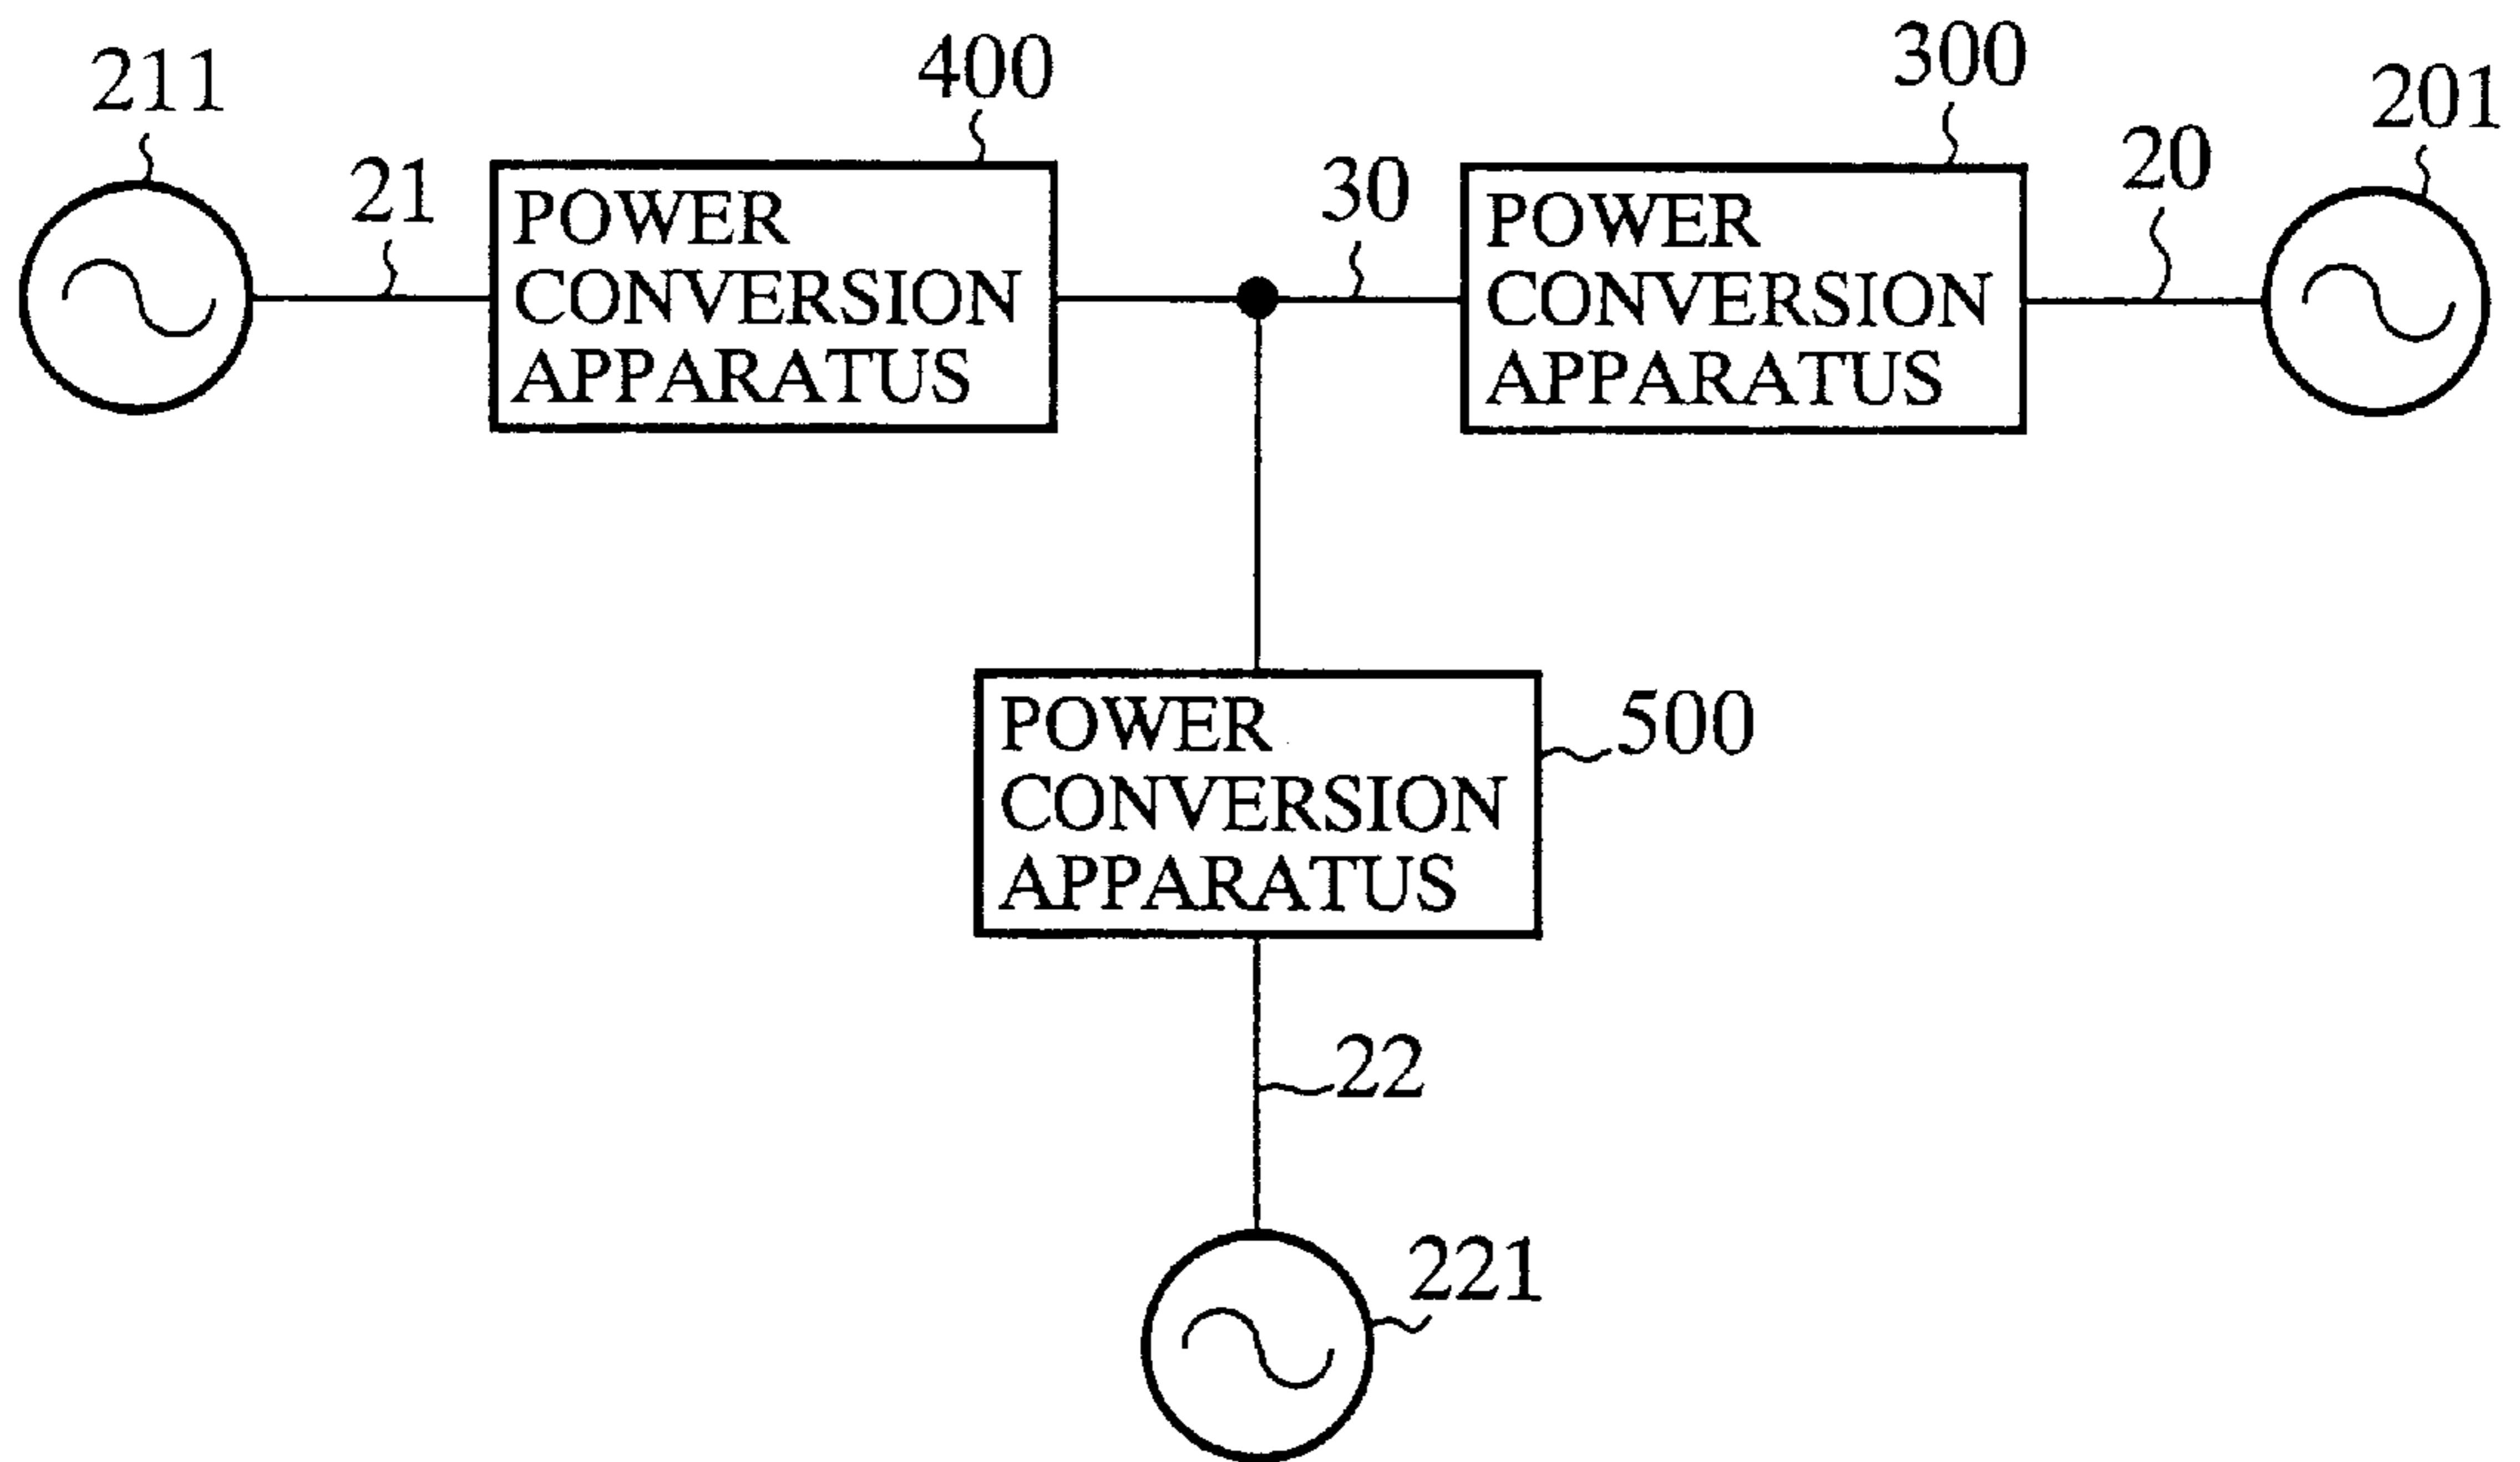 211
400
300
201
21
30
20
POWER
CONVERSION
APPARATUS
POWER
CONVERSION
APPARATUS
POWER
CONVERSION
APPARATUS
500
22
221